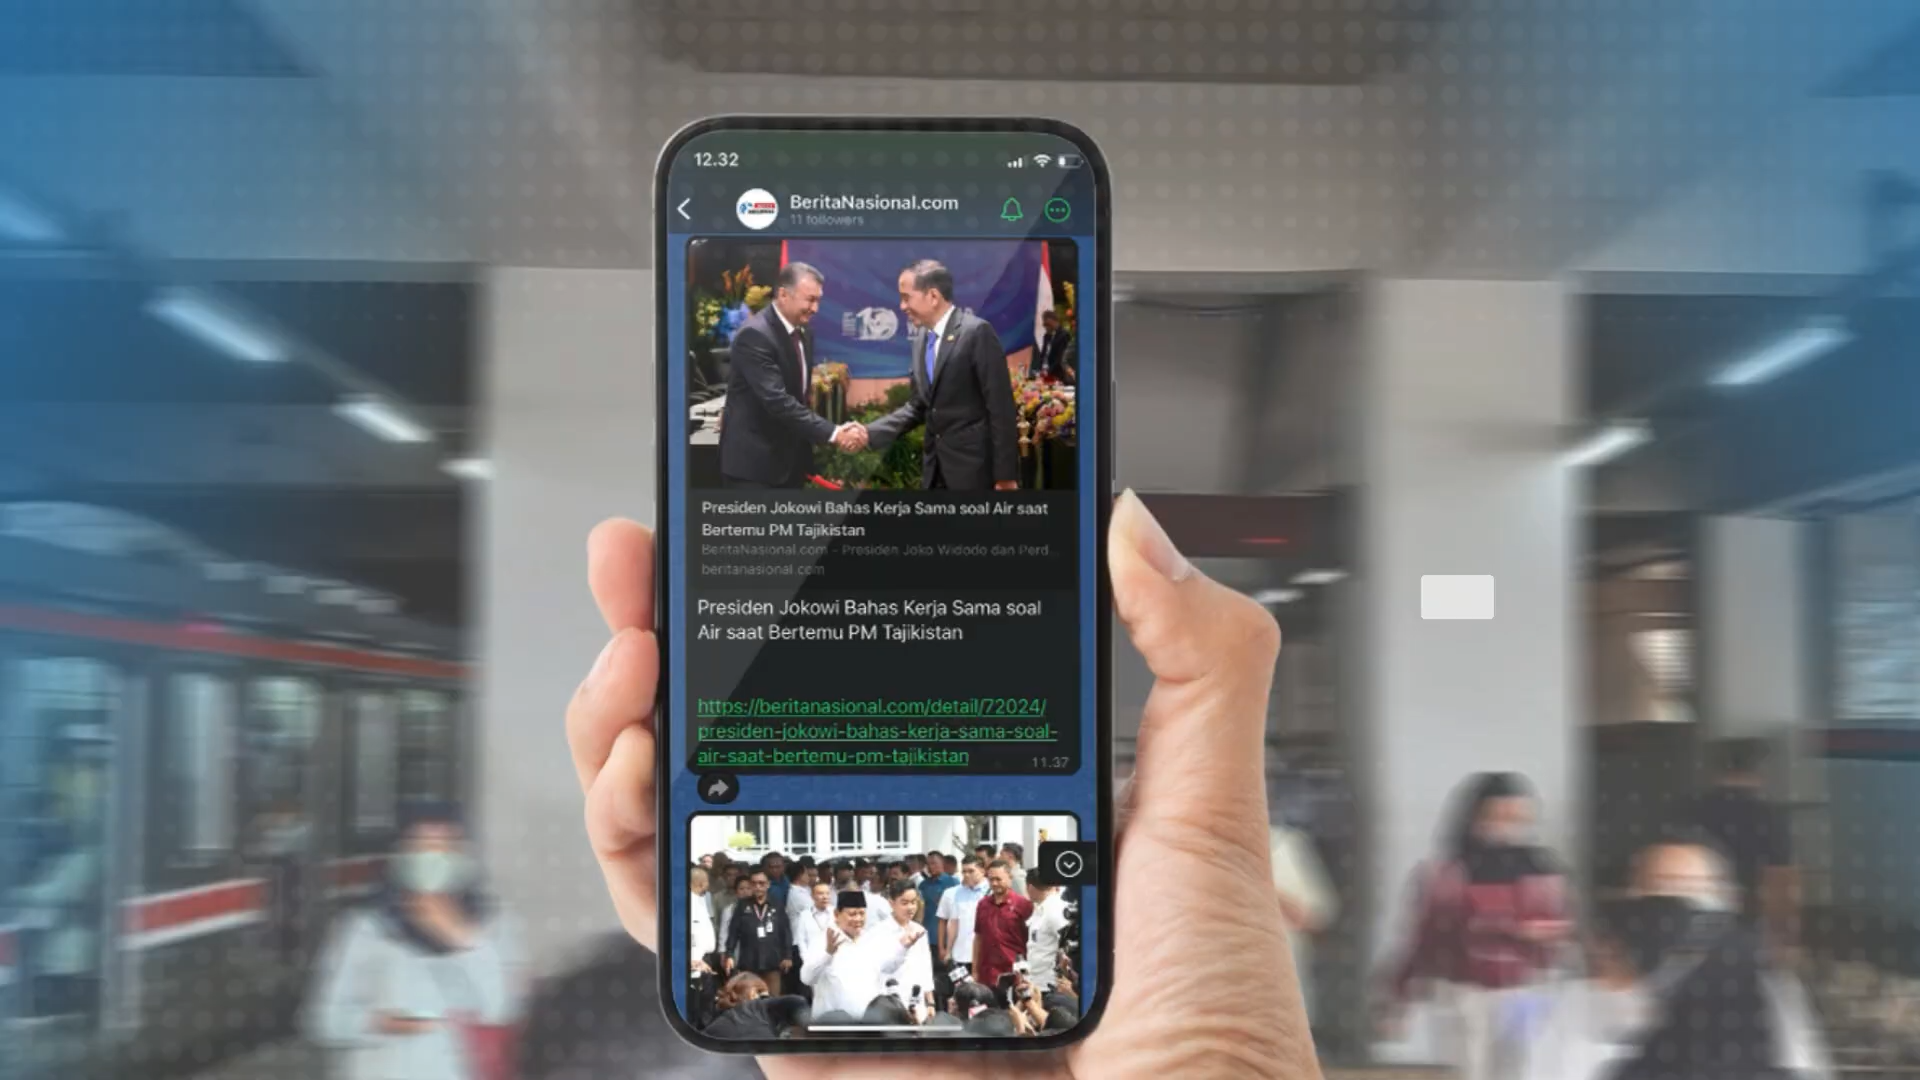 12.32
BeritaNasional.com
11 followers
10
Presiden Jokowi Bahas Kerja Sama soal Air saat
Bertemu PM Tajikistan
BeritaNasional.com - Presiden Joko Widodo dan Perd...
beritanasional.com
Presiden Jokowi Bahas Kerja Sama soal
Air saat Bertemu PM Tajikistan
https://beritanasional.com/detail/72024/
presiden-jokowi-bahas-kerja-sama-soal-
air-saat-bertemu-pm-tajikistan
11.37